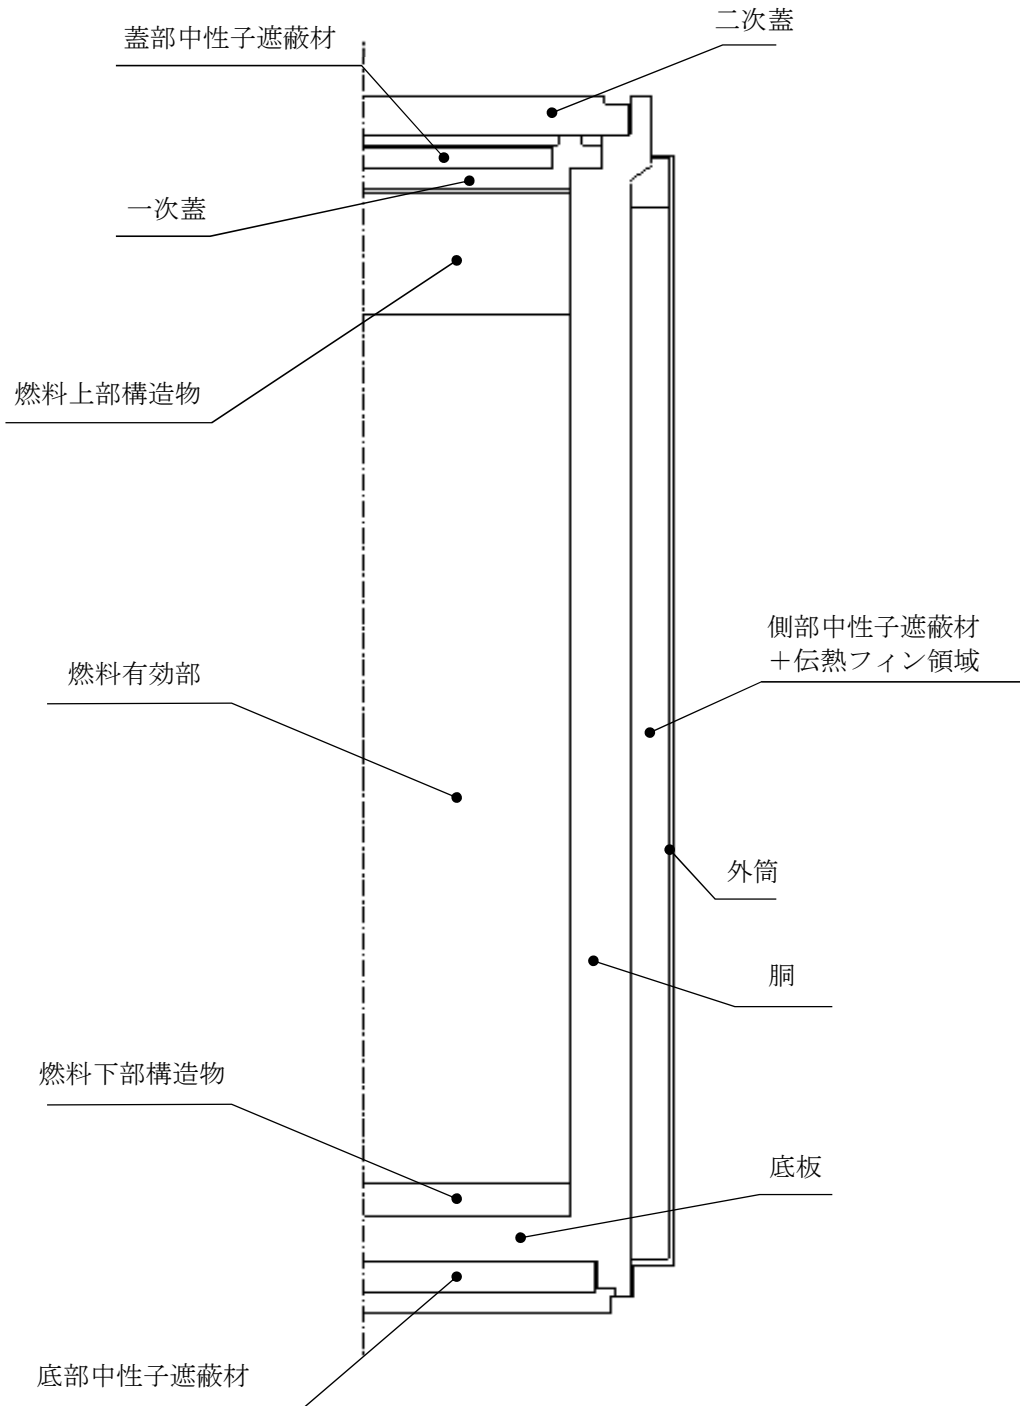 二次蓋
蓋部中性子遮蔽材
一次蓋
燃料上部構造物
側部中性子遮蔽材
＋伝熱フィン領域
燃料有効部
外筒
胴
燃料下部構造物
底板
底部中性子遮蔽材